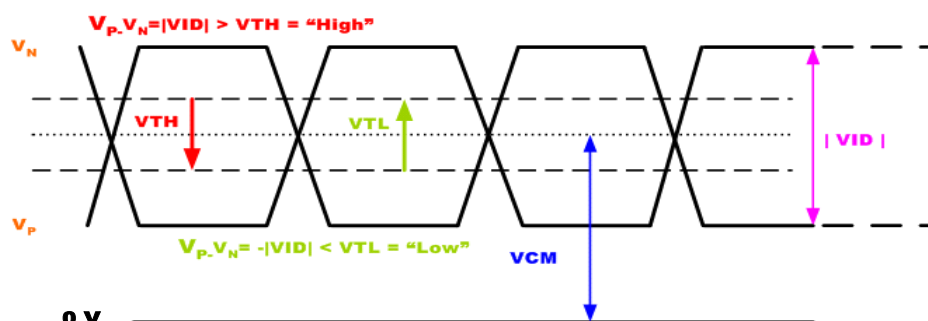 VP-VN=|VID| > VTH = “High”
VN
VTH
VTL
| VID |
VP
VP-VN= -|VID| < VTL = “Low”
VCM
0 V